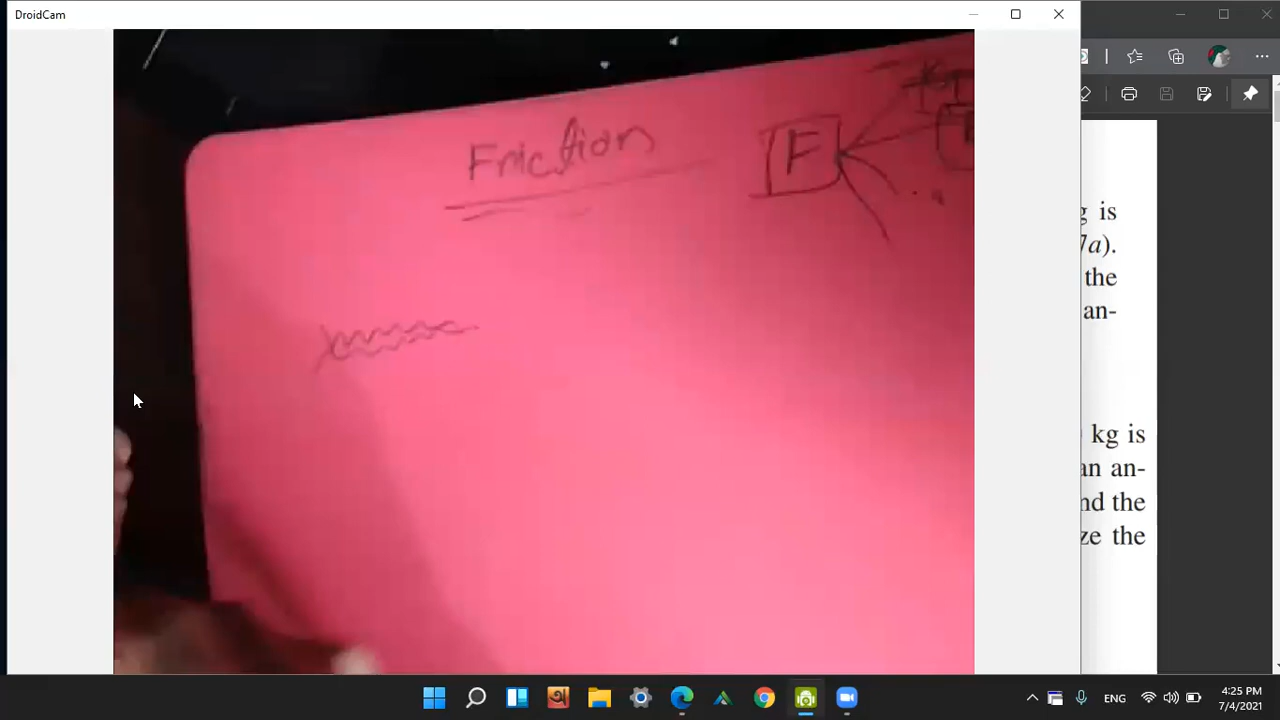 DroidCam
Friction
F
g is
7a).
the
an-
kg is
an an-
nd the
ze the
ENG
4:25 PM
7/4/2021